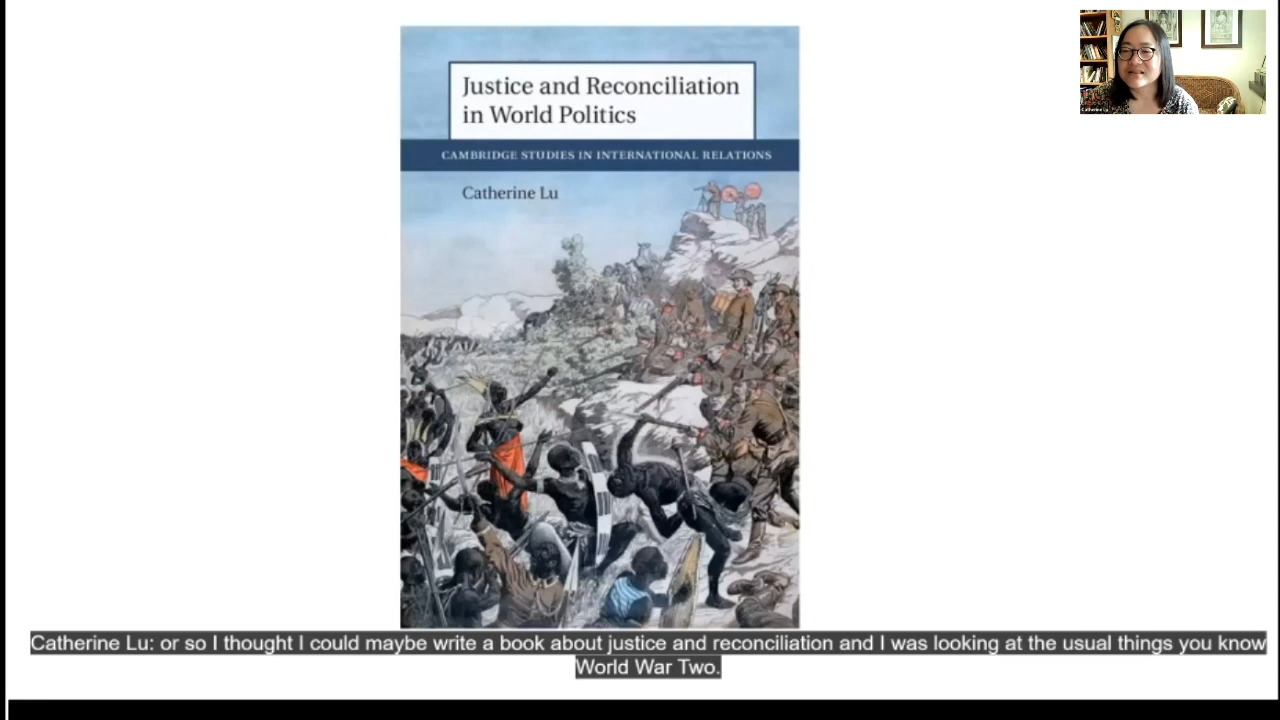 Justice and Reconciliation
in World Politics
CAMBRIDGE STUDIES IN INTERNATIONAL RELATIONS
Catherine Lu
Catherine Lu
Catherine Lu: or so I thought I could maybe write a book about justice and reconciliation and I was looking at the usual things you know
World War Two.